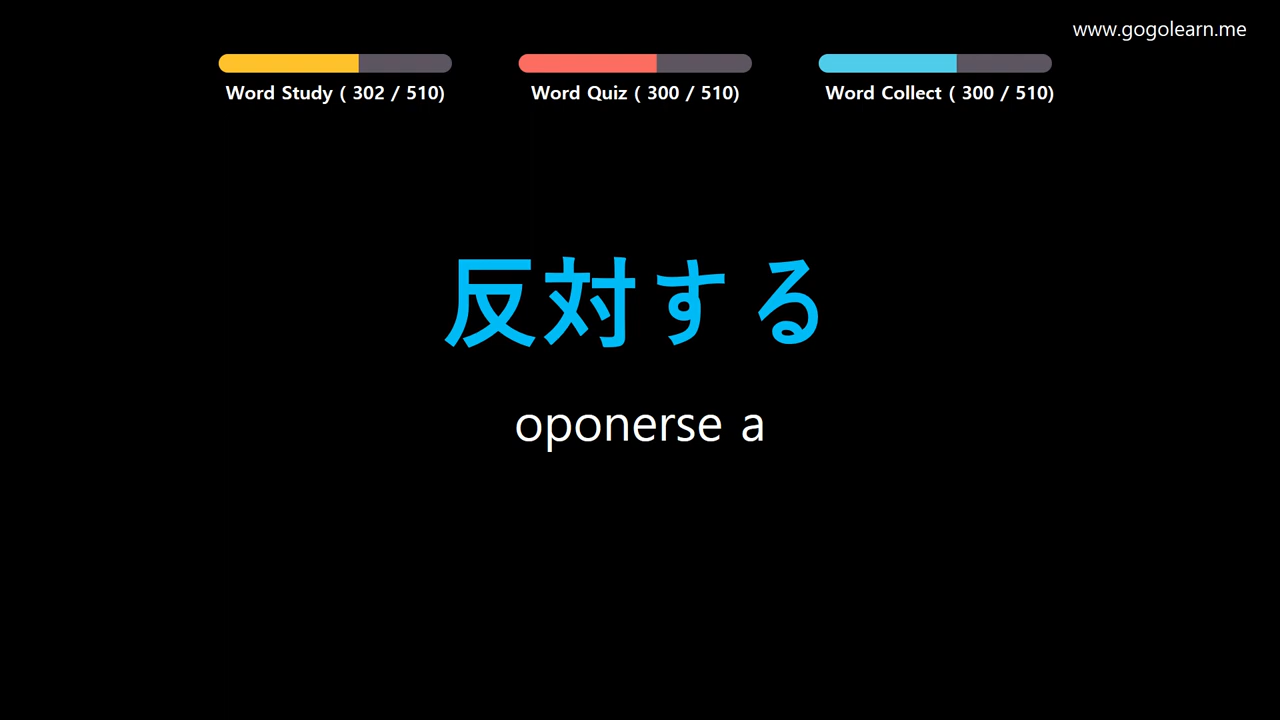 www.gogolearn.me
Word Study ( 302 / 510)
Word Quiz ( 300 / 510)
Word Collect ( 300 / 510)
反対する
oponerse a